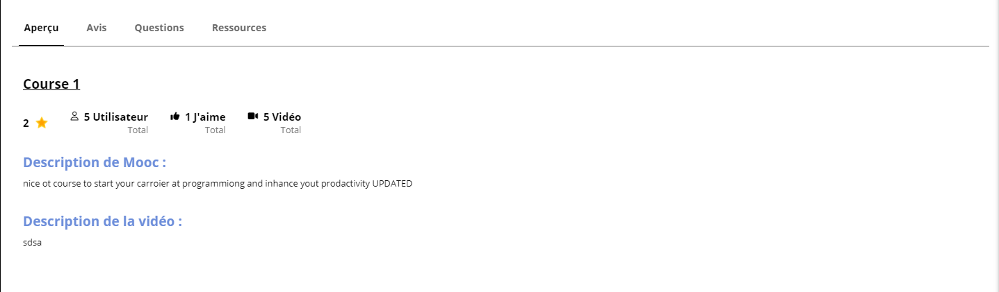 Aperçu Avis Questions Ressources
Course 1
2 5 Utilisateur 1 J'aime 5 Vidéo
Total Total Total
Description de Mooc :
nice ot course to start your carroier at programmiong and inhance yout prodactivity UPDATED
Description de la vidéo :
sdsa